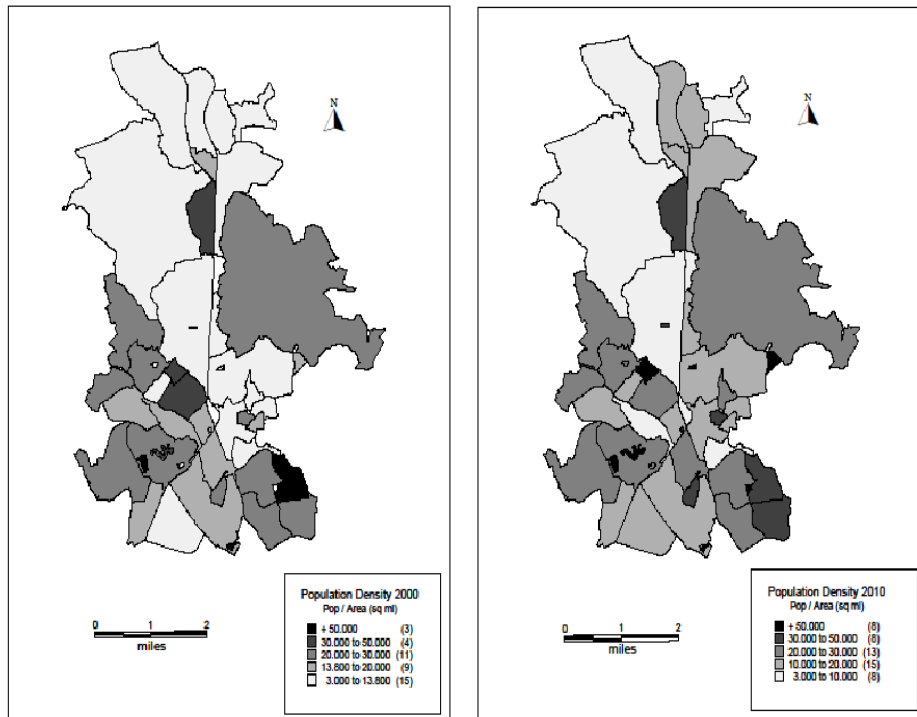 N
Population Density 2000
Pop / Area (sq ml)
+ 50.000 (3)
30.000 to 50.000 (4)
20.000 to 30.000 (11)
13.800 to 20.000 (9)
3.000 to 13.800 (15)
0 1 2
miles
N
Population Density 2010
Pop / Area (sq ml)
+ 50.000 (8)
30.000 to 50.000 (8)
20.000 to 30.000 (13)
10.000 to 20.000 (15)
3.000 to 10.000 (8)
0 1 2
miles